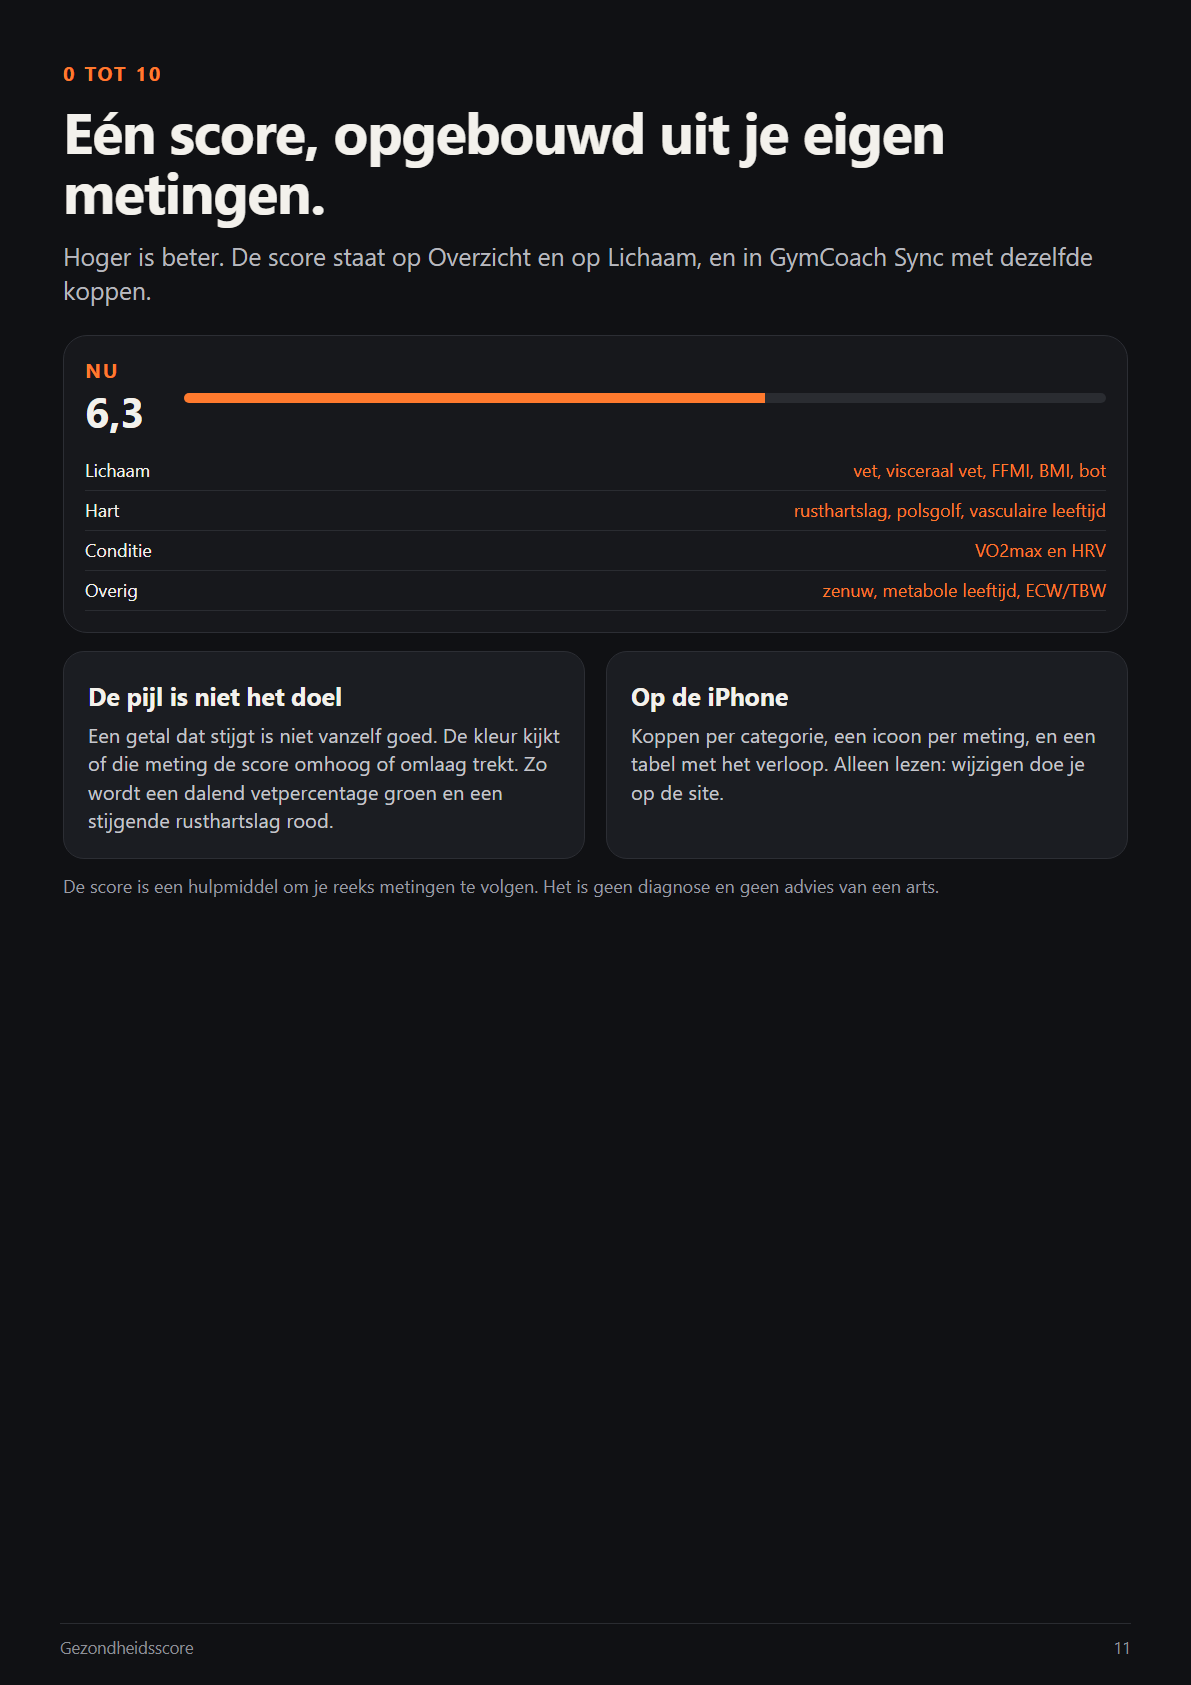 0 TOT 10
Eén score, opgebouwd uit je eigen
metingen.
Hoger is beter. De score staat op Overzicht en op Lichaam, en in GymCoach Sync met dezelfde
koppen.
NU
6,3
Lichaam vet, visceraal vet, FFMI, BMI, bot
Hart rusthartslag, polsgolf, vasculaire leeftijd
Conditie VO2max en HRV
Overig zenuw, metabole leeftijd, ECW/TBW
De pijl is niet het doel
Een getal dat stijgt is niet vanzelf goed. De kleur kijkt
of die meting de score omhoog of omlaag trekt. Zo
wordt een dalend vetpercentage groen en een
stijgende rusthartslag rood.
Op de iPhone
Koppen per categorie, een icoon per meting, en een
tabel met het verloop. Alleen lezen: wijzigen doe je
op de site.
De score is een hulpmiddel om je reeks metingen te volgen. Het is geen diagnose en geen advies van een arts.
Gezondheidsscore 11